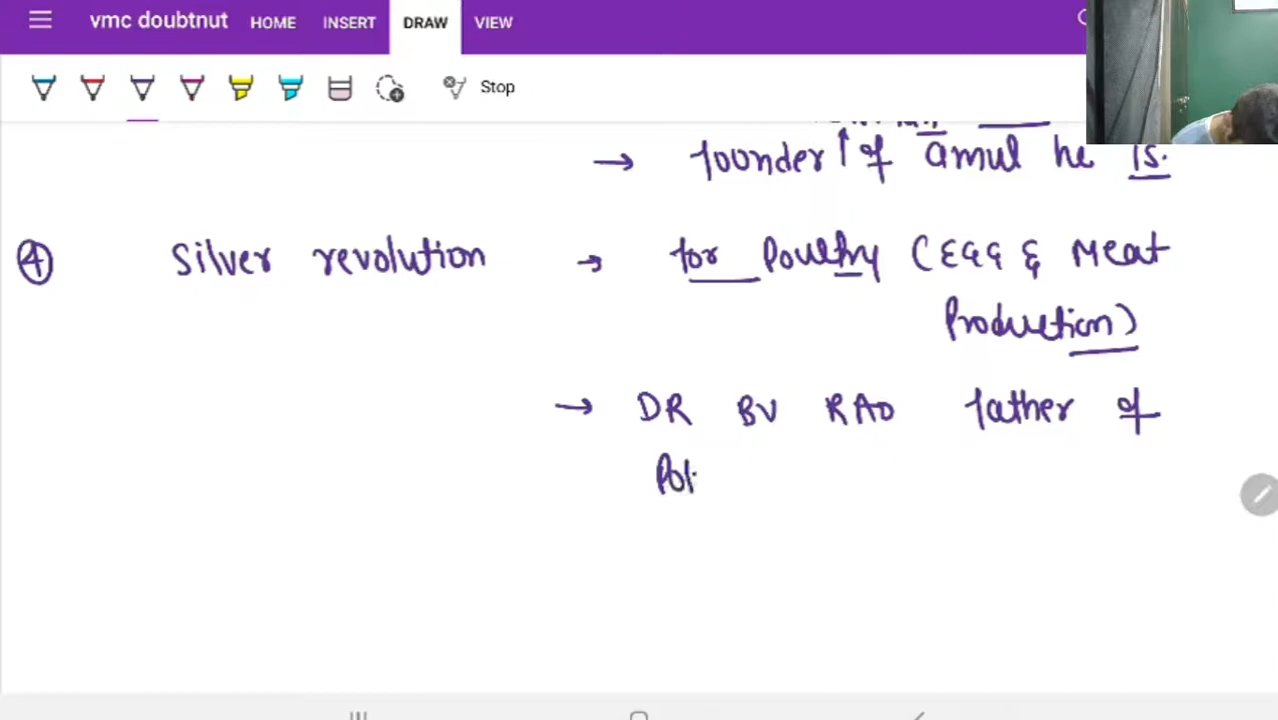 vmc doubtnut HOME INSERT DRAW VIEW
Stop
→ founder ↑ of amul he is.
④ Silver revolution → for Poultry (EGG & Meat
Production)
→ DR BV RAO father of
Pol